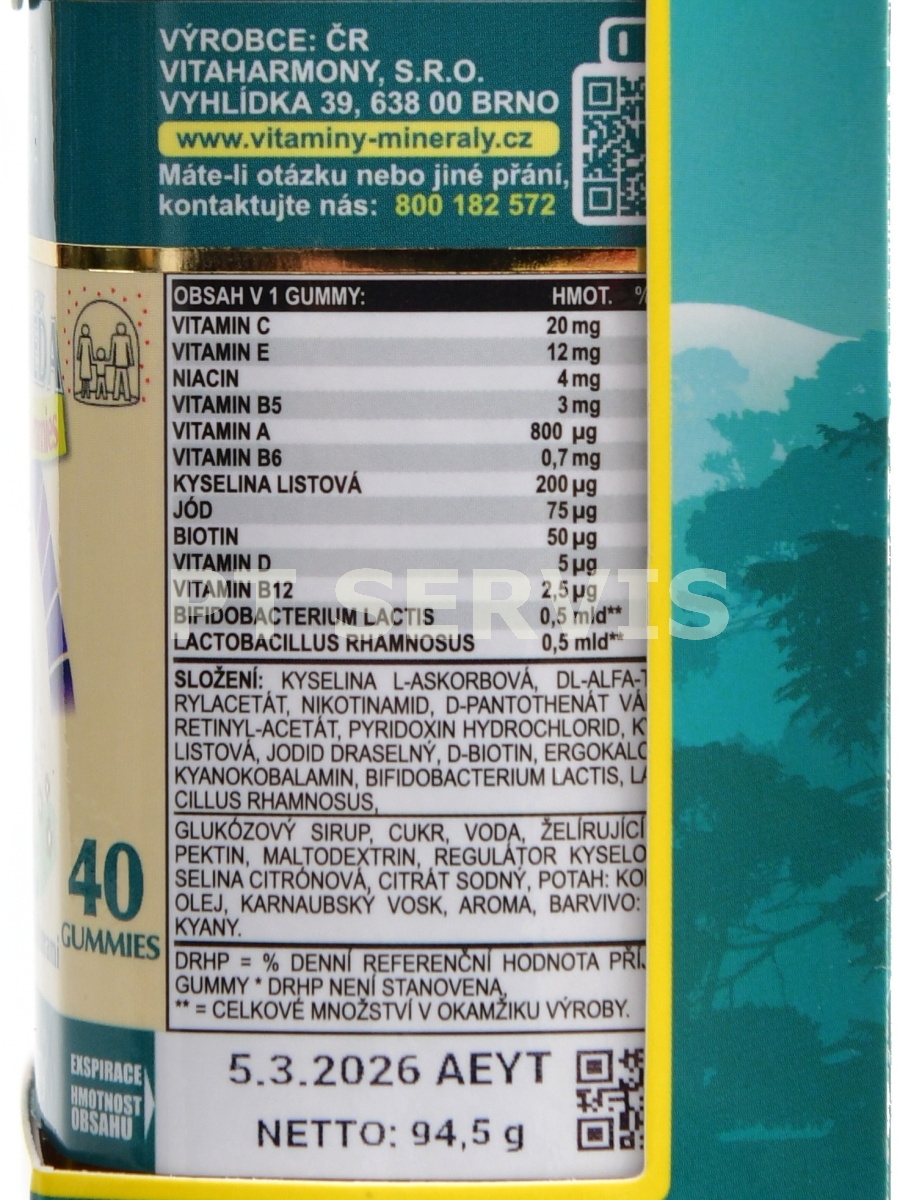 VÝROBCE: ČR
VITAHARMONY, S.R.O.
VYHLÍDKA 39, 638 00 BRNO
www.vitaminy-mineraly.cz
Máte-li otázku nebo jiné přání,
kontaktujte nás: 800 182 572
OBSAH V 1 GUMMY: HMOT. %
VITAMIN C 20 mg
VITAMIN E 12 mg
NIACIN 4 mg
VITAMIN B5 3 mg
VITAMIN A 800 µg
VITAMIN B6 0,7 mg
KYSELINA LISTOVÁ 200 µg
JÓD 75 µg
BIOTIN 50 µg
VITAMIN D 5 µg
VITAMIN B12 2,5 µg
BIFIDOBACTERIUM LACTIS 0,5 mld**
LACTOBACILLUS RHAMNOSUS 0,5 mld**
SERVIS
SLOŽENÍ: KYSELINA L-ASKORBOVÁ, DL-ALFA-
RYLACETÁT, NIKOTINAMID, D-PANTOTHENÁT
RETINYL-ACETÁT, PYRIDOXIN HYDROCHLORID,
LISTOVÁ, JODID DRASELNÝ, D-BIOTIN, ERGOKALC
KYANOKOBALAMIN, BIFIDOBACTERIUM LACTIS,
CILLUS RHAMNOSUS,
GLUKÓZOVÝ SIRUP, CUKR, VODA, ŽELÍRUJÍCÍ
PEKTIN, MALTODEXTRIN, REGULÁTOR KYSELO
SELINA CITRÓNOVÁ, CITRÁT SODNÝ, POTAH:
OLEJ, KARNAUBSKÝ VOSK, AROMA, BARVIVO:
KYANY.
DRHP = % DENNÍ REFERENČNÍ HODNOTA
GUMMY * DRHP NENÍ STANOVENA,
** = CELKOVÉ MNOŽSTVÍ V OKAMŽIKU VÝROBY.
40
GUMMIES
EXSPIRACE
HMOTNOST
OBSAHU
5.3.2026 AEYT
NETTO: 94,5 g